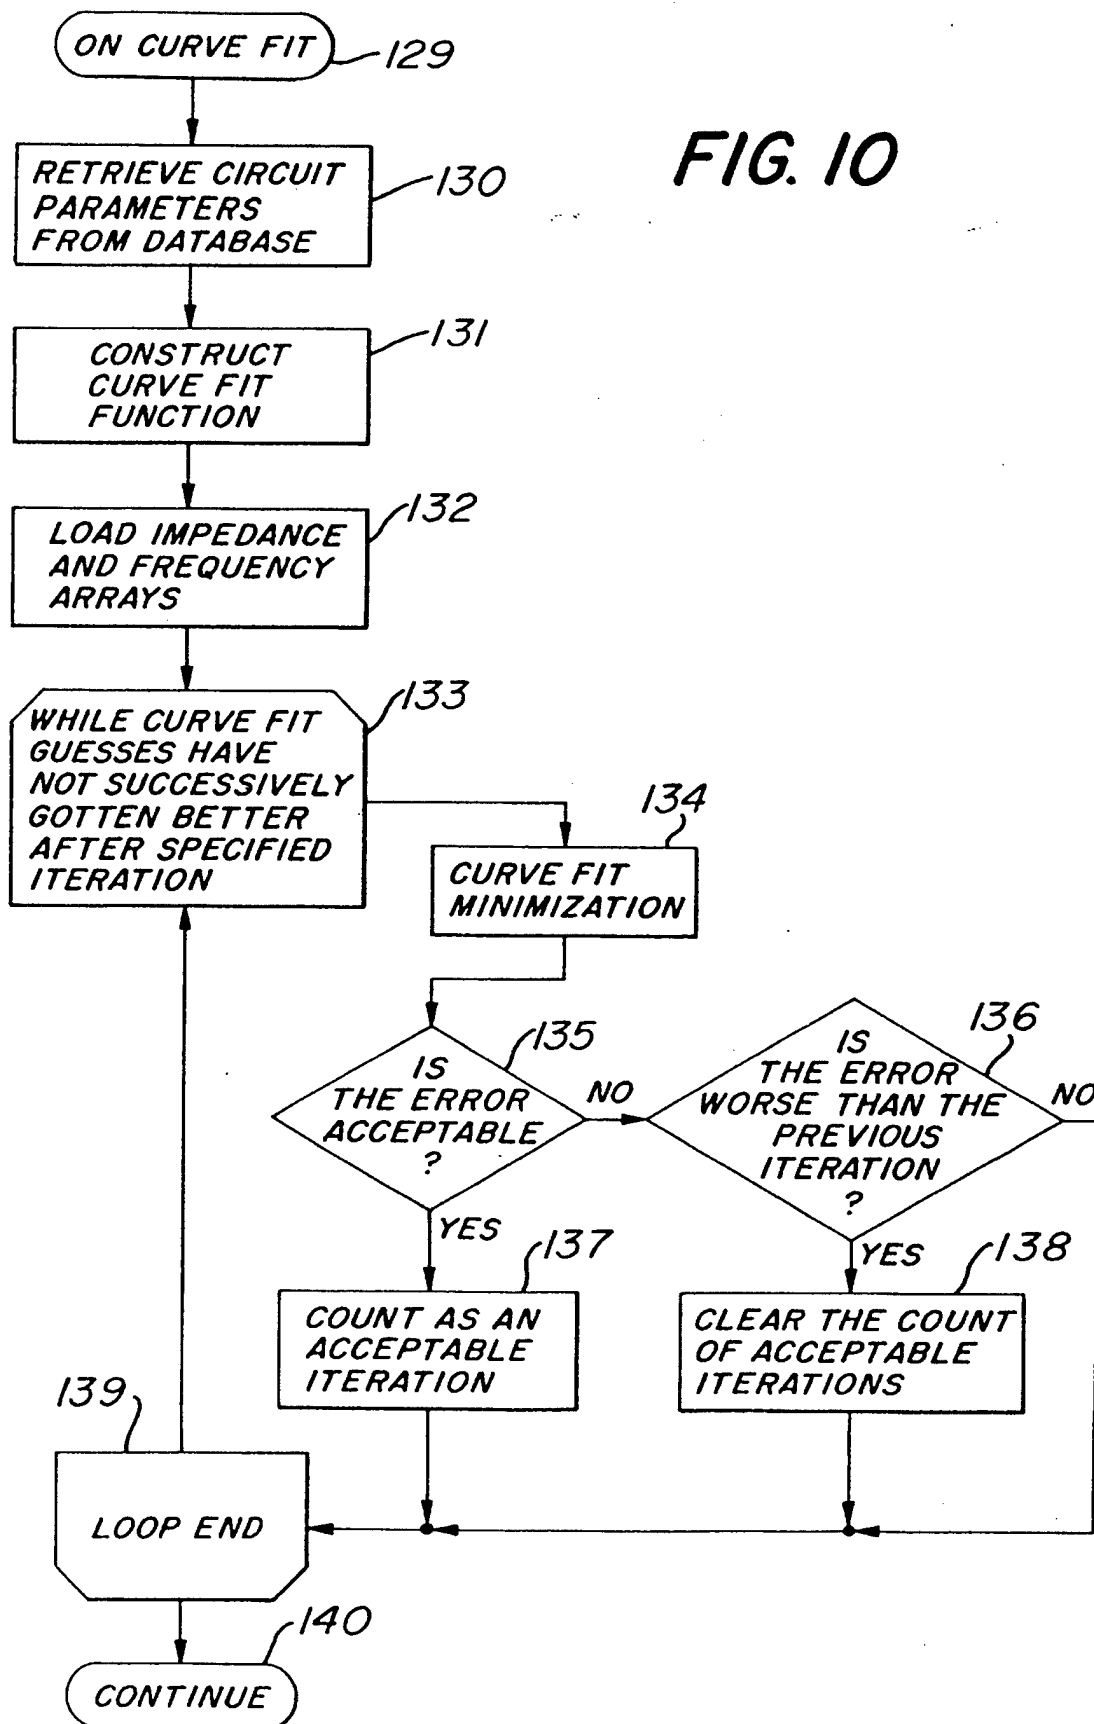 ON CURVE FIT
129
FIG. 10
RETRIEVE CIRCUIT
PARAMETERS
FROM DATABASE
130
CONSTRUCT
CURVE FIT
FUNCTION
131
LOAD IMPEDANCE
AND FREQUENCY
ARRAYS
132
WHILE CURVE FIT
GUESSES HAVE
NOT SUCCESSIVELY
GOTTEN BETTER
AFTER SPECIFIED
ITERATION
133
CURVE FIT
MINIMIZATION
134
IS
THE ERROR
ACCEPTABLE
?
135
NO
YES
IS
THE ERROR
WORSE THAN THE
PREVIOUS
ITERATION
?
136
NO
YES
COUNT AS AN
ACCEPTABLE
ITERATION
137
CLEAR THE COUNT
OF ACCEPTABLE
ITERATIONS
138
139
LOOP END
140
CONTINUE